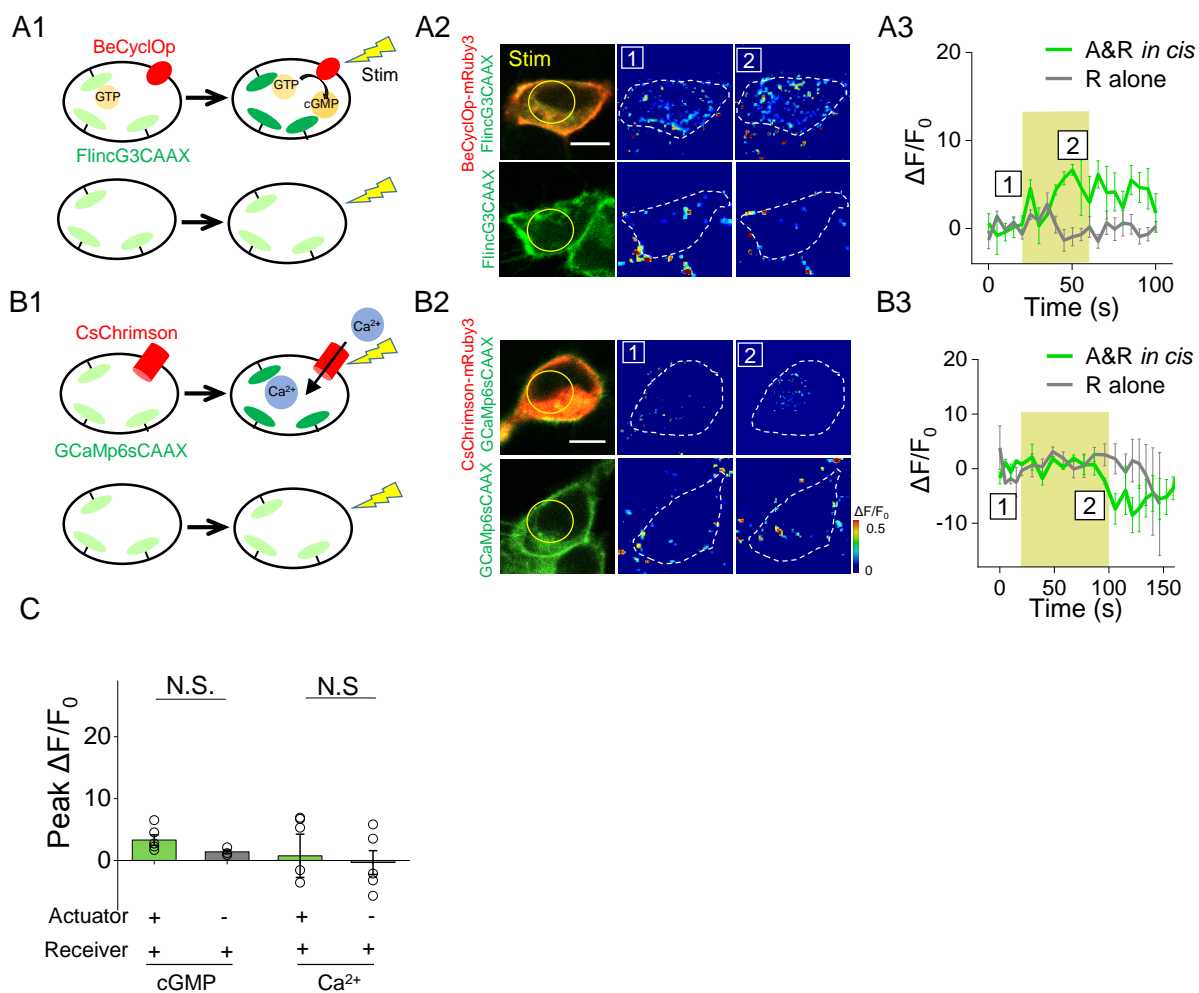 A1
BeCyclOp
GTP
GTP
cGMP
Stim
FlincG3CAAX
A2
BeCyclOp-mRuby3
FlincG3CAAX
FlincG3CAAX
Stim
1
2
A3
A&R in cis
R alone
20
10
0
ΔF/F0
1
2
0
50
100
Time (s)
B1
CsChrimson
Ca2+
Ca2+
GCaMp6sCAAX
B2
CsChrimson-mRuby3
GCaMp6sCAAX
GCaMp6sCAAX
1
2
ΔF/F0
0.5
0
B3
A&R in cis
R alone
20
10
0
-10
ΔF/F0
1
2
0
50
100
150
Time (s)
C
N.S.
N.S
20
10
0
Peak ΔF/F0
Actuator + - + -
Receiver + + + +
cGMP Ca2+